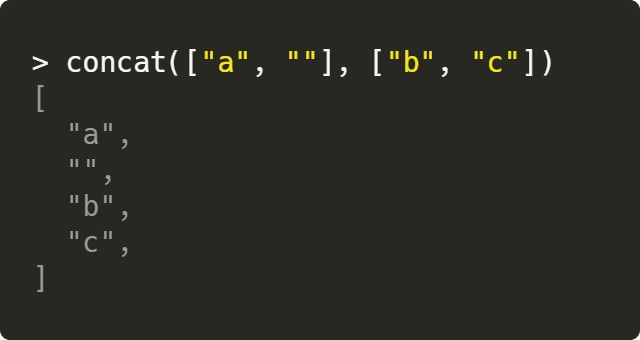 > concat(["a", ""], ["b", "c"])
[
  "a",
  "",
  "b",
  "c",
]